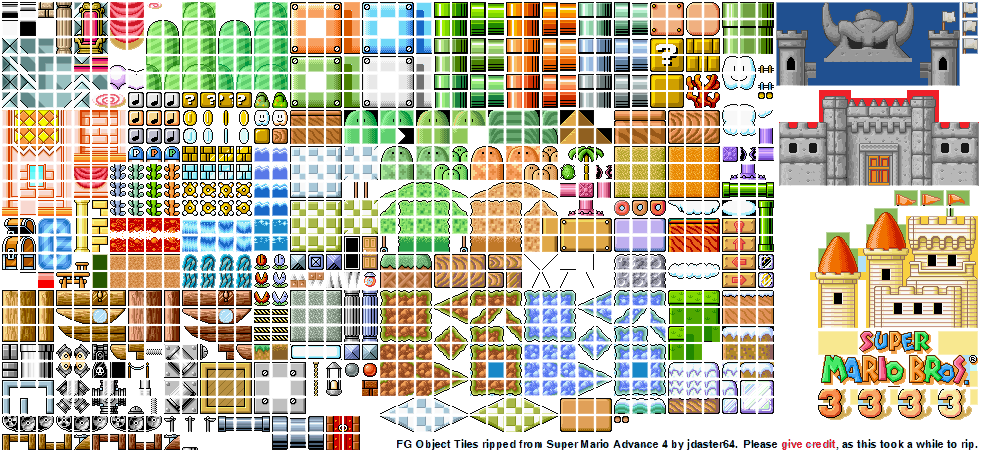 P P P P
SUPER
MARIO BROS.®
3 3 3 3
FG Object Tiles ripped from Super Mario Advance 4 by jdaster64. Please give credit, as this took a while to rip.